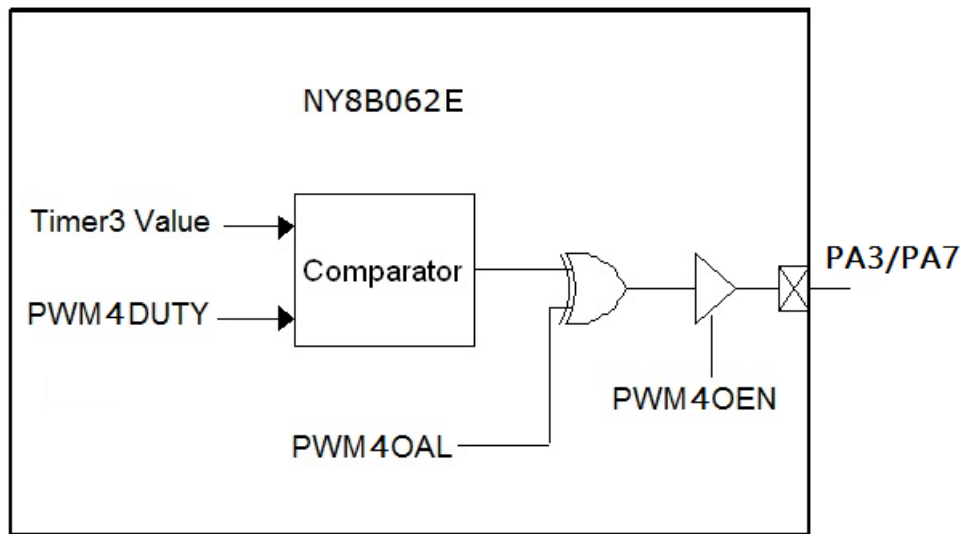 NY8B062E
Timer3 Value
Comparator
PA3/PA7
PWM4DUTY
PWM4OEN
PWM4OAL